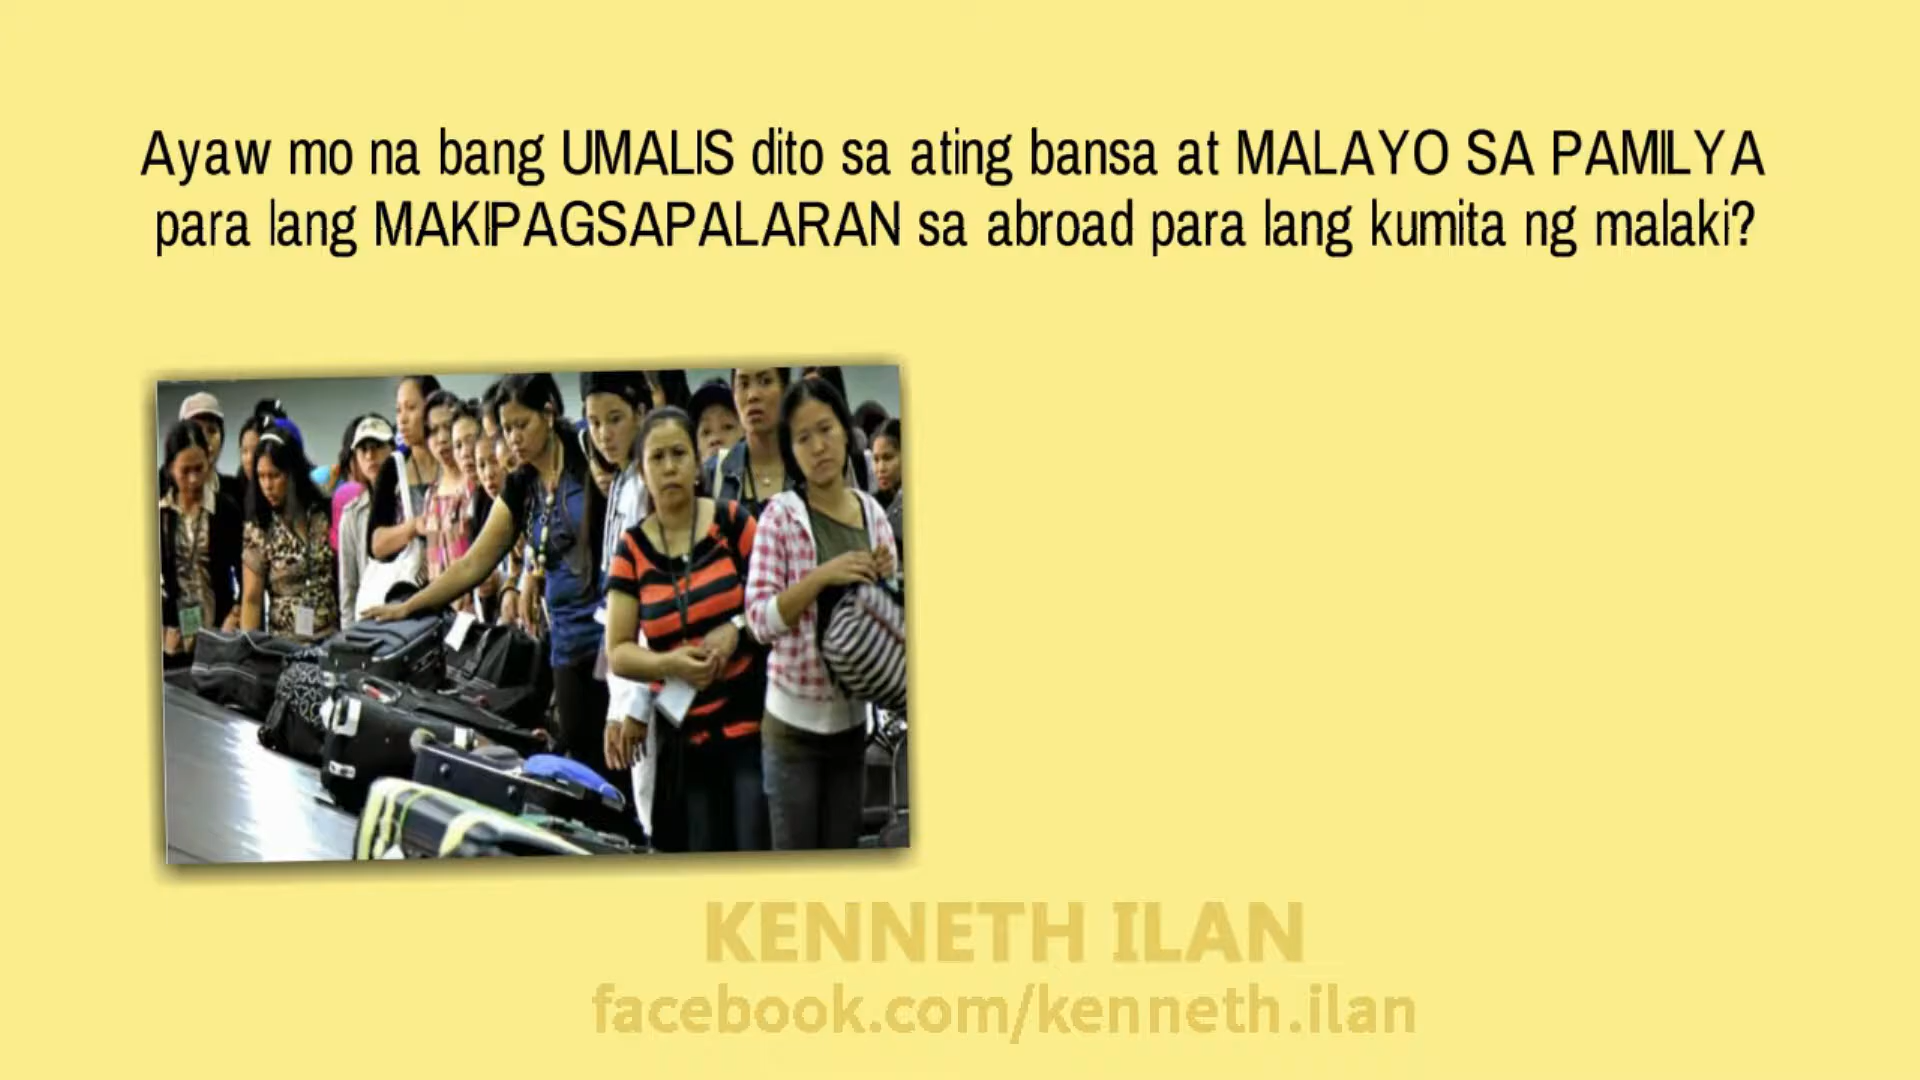 Ayaw mo na bang UMALIS dito sa ating bansa at MALAYO SA PAMILYA
para lang MAKIPAGSAPALARAN sa abroad para lang kumita ng malaki?
KENNETH ILAN
facebook.com/kenneth.ilan